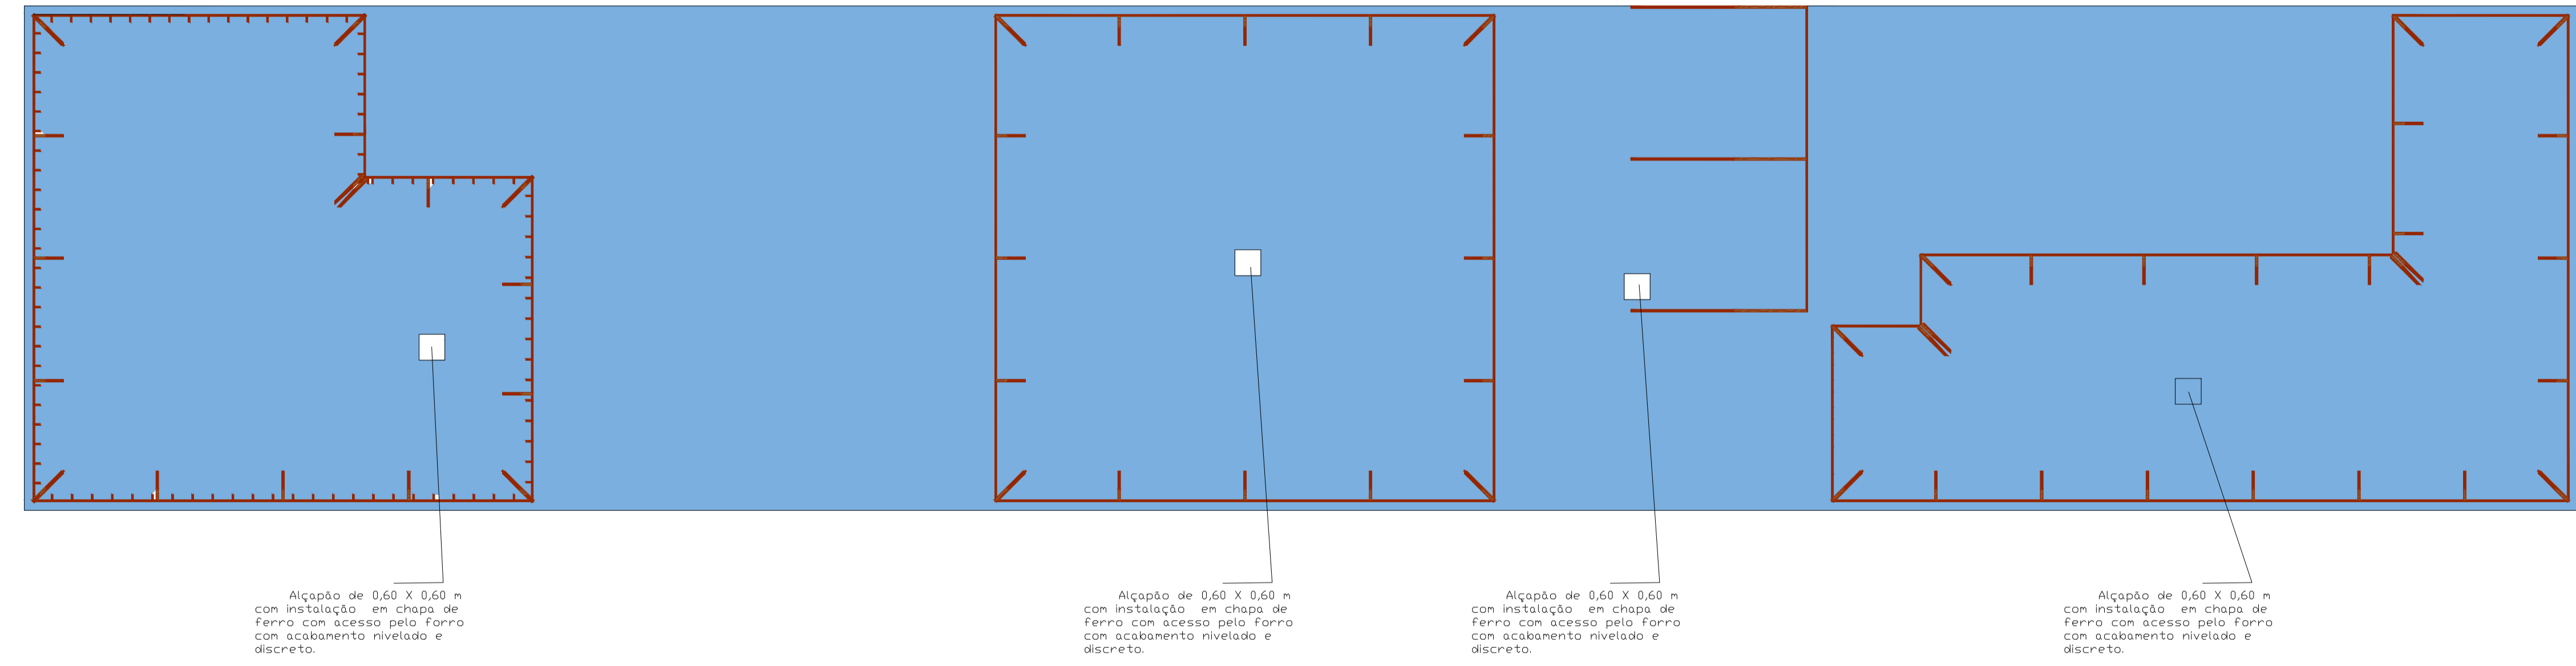 Alçapão de 0,60 X 0,60 m
com instalação em chapa de
ferro com acesso pelo forro
com acabamento nivelado e
discreto.
Alçapão de 0,60 X 0,60 m
com instalação em chapa de
ferro com acesso pelo forro
com acabamento nivelado e
discreto.
Alçapão de 0,60 X 0,60 m
com instalação em chapa de
ferro com acesso pelo forro
com acabamento nivelado e
discreto.
Alçapão de 0,60 X 0,60 m
com instalação em chapa de
ferro com acesso pelo forro
com acabamento nivelado e
discreto.